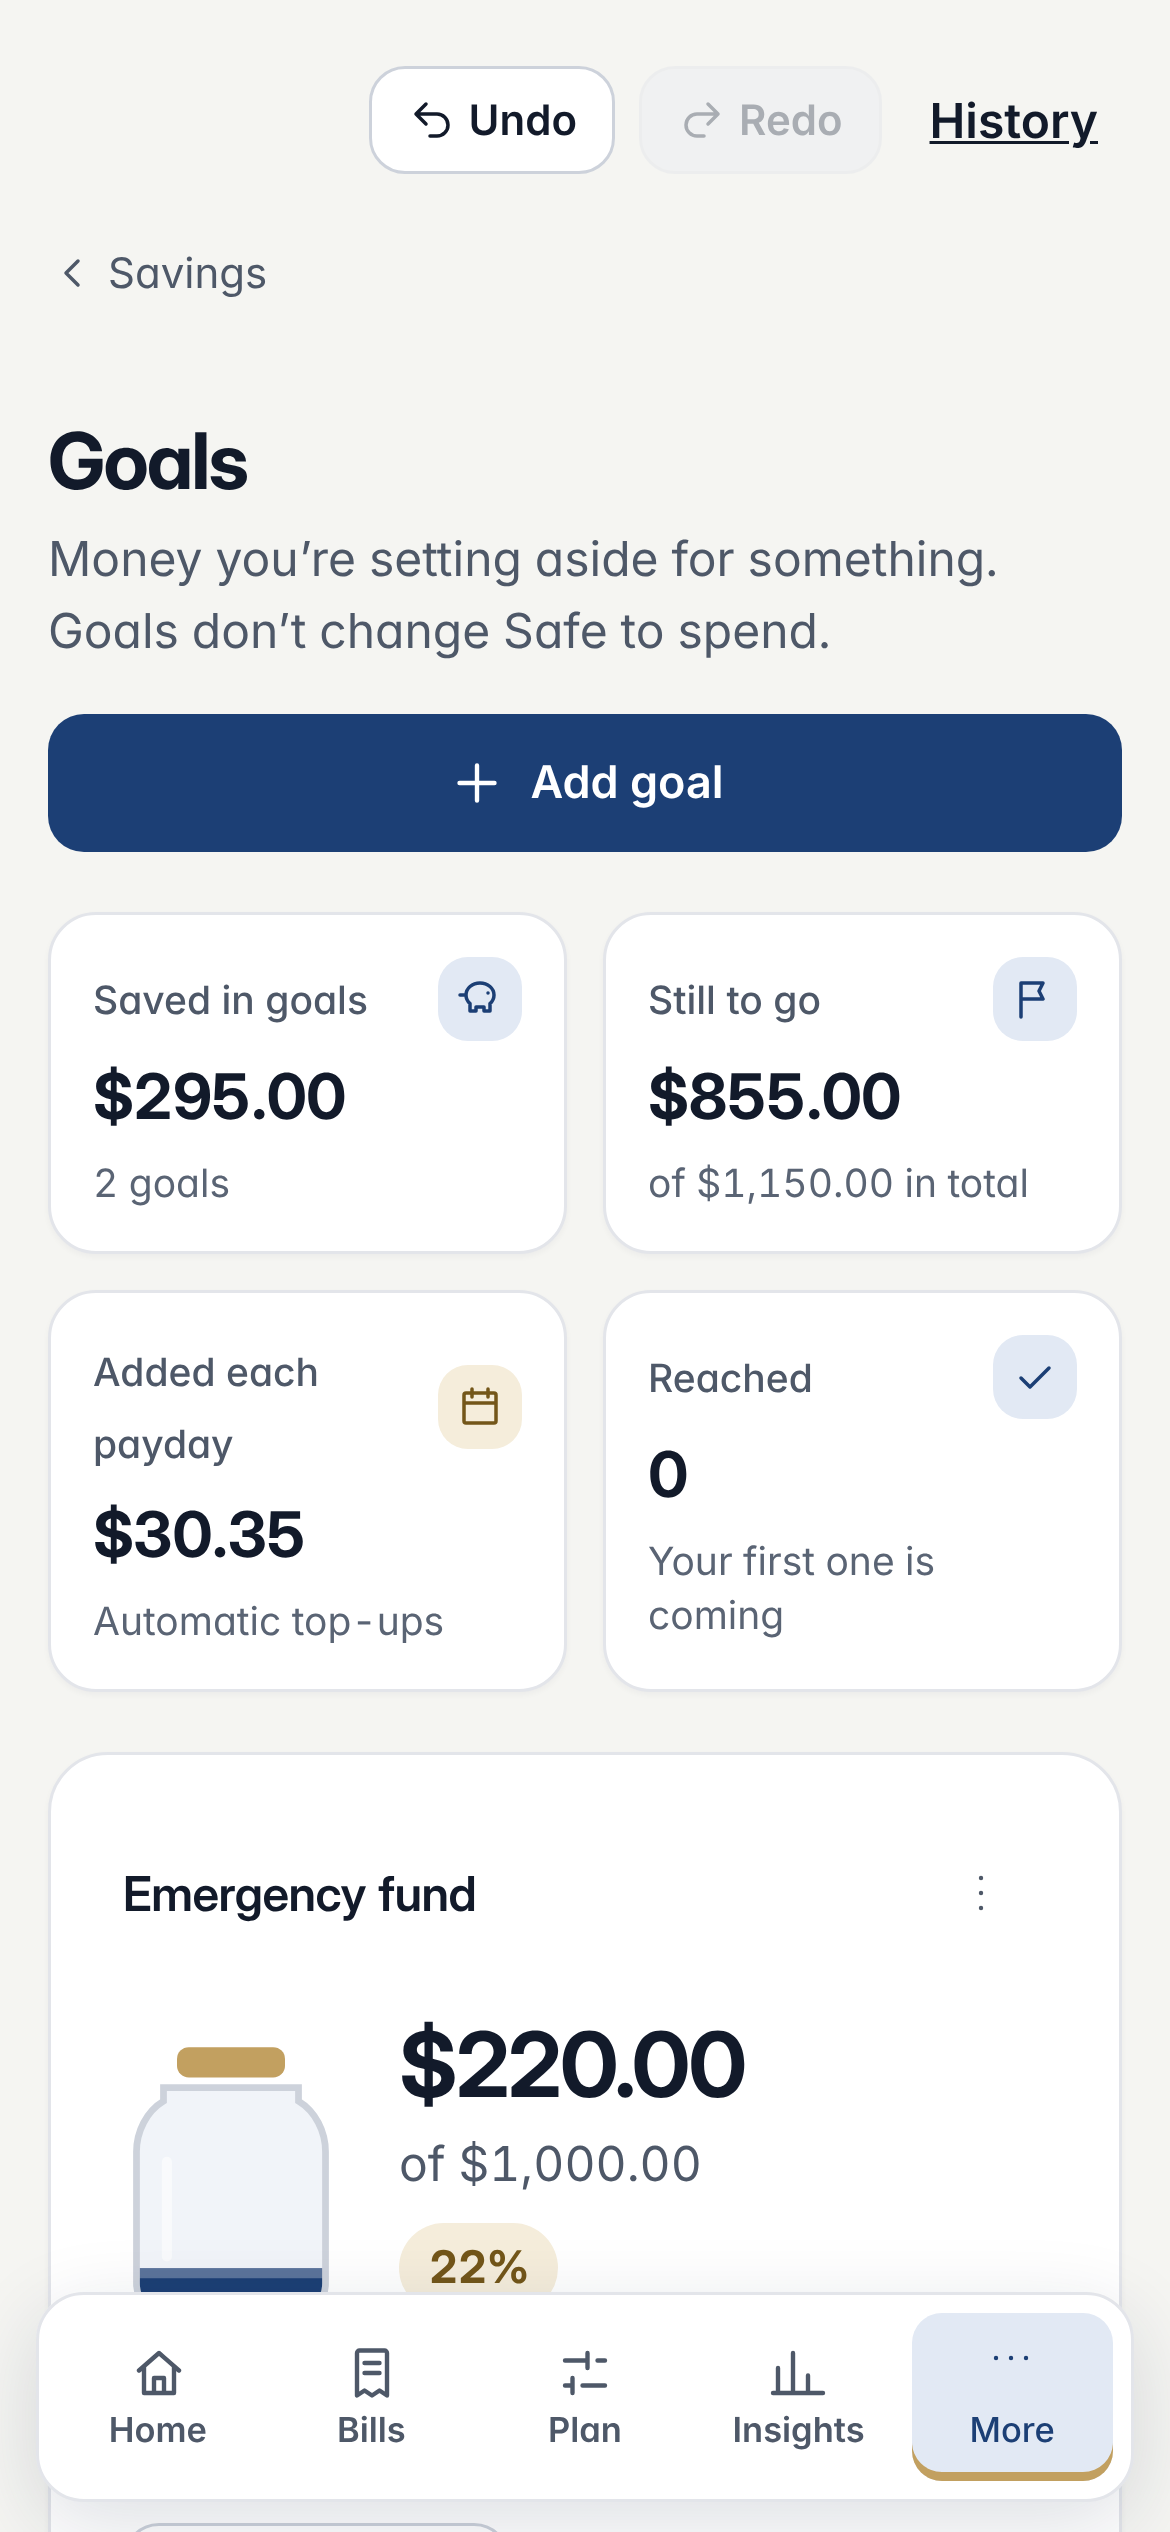 Undo
Redo
History
Savings
Goals
Money you’re setting aside for something.
Goals don’t change Safe to spend.
Add goal
Saved in goals
$295.00
2 goals
Still to go
$855.00
of $1,150.00 in total
Added each
payday
$30.35
Automatic top-ups
Reached
0
Your first one is
coming
Emergency fund
$220.00
of $1,000.00
22%
Home
Bills
Plan
Insights
More